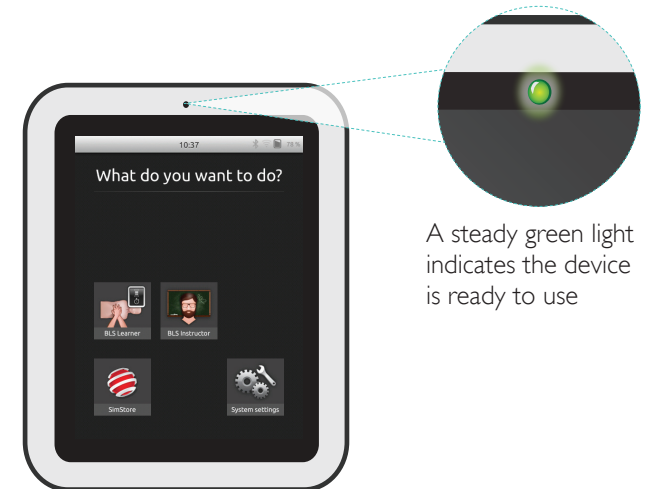 10:37 79 %
What do you want to do?
BLS Learner BLS Instructor
SimStore System settings
A steady green light
indicates the device
is ready to use